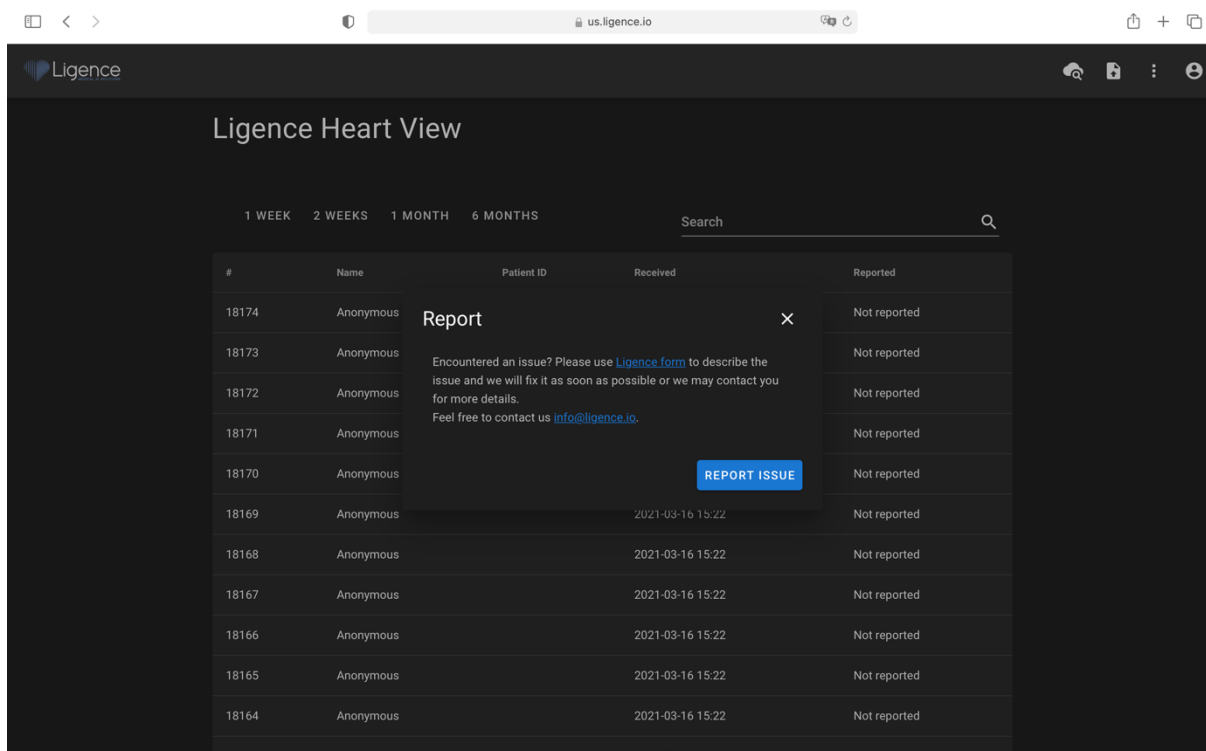 us.ligence.io
Ligence
Ligence Heart View
1 WEEK 2 WEEKS 1 MONTH 6 MONTHS Search
# Name Patient ID Received Reported
18174 Anonymous Not reported
18173 Anonymous Not reported
18172 Anonymous Not reported
18171 Anonymous Not reported
18170 Anonymous Not reported
Report
Encountered an issue? Please use Ligence form to describe the
issue and we will fix it as soon as possible or we may contact you
for more details.
Feel free to contact us info@ligence.io.
REPORT ISSUE
18169 Anonymous 2021-03-16 15:22 Not reported
18168 Anonymous 2021-03-16 15:22 Not reported
18167 Anonymous 2021-03-16 15:22 Not reported
18166 Anonymous 2021-03-16 15:22 Not reported
18165 Anonymous 2021-03-16 15:22 Not reported
18164 Anonymous 2021-03-16 15:22 Not reported